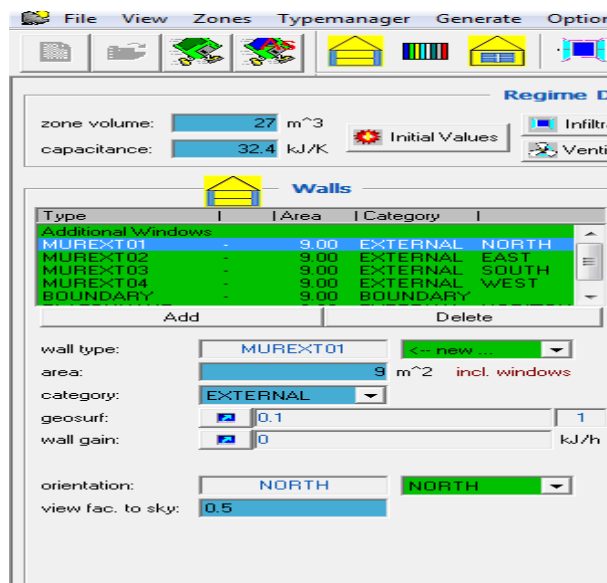 File View Zones Typemanager Generate Option
Regime D
zone volume: 27 m^3
capacitance: 32.4 kJ/K
Initial Values
Infiltr
Venti
Walls
Type - Area Category
Additional Windows
MUREXT01 - 9.00 EXTERNAL NORTH
MUREXT02 - 9.00 EXTERNAL EAST
MUREXT03 - 9.00 EXTERNAL SOUTH
MUREXT04 - 9.00 EXTERNAL WEST
BOUNDARY - 9.00 BOUNDARY
Add Delete
wall type: MUREXT01 <-- new ...
area: 9 m^2 incl. windows
category: EXTERNAL
geosurf: 0.1 1
wall gain: 0 kJ/h
orientation: NORTH NORTH
view fac. to sky: 0.5